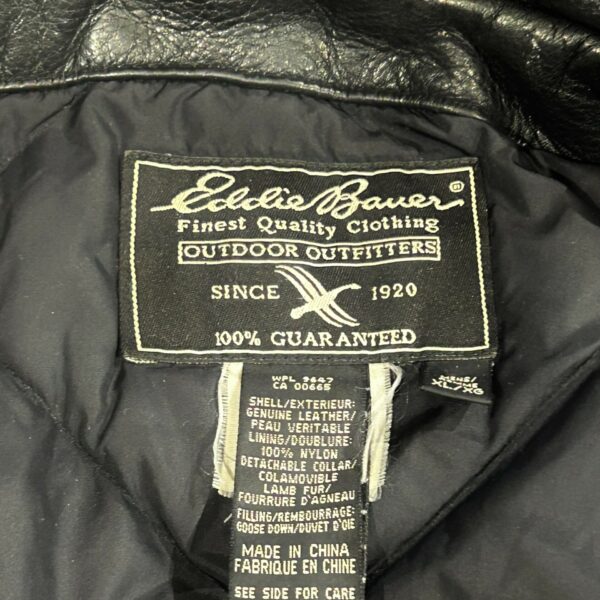 Eddie Bauer ®
Finest Quality Clothing
OUTDOOR OUTFITTERS
SINCE 1920
100% GUARANTEED
WPL 9647
CA 00665
SHELL/EXTERIEUR:
GENUINE LEATHER/
PEAU VERITABLE
LINING/DOUBLURE:
100% NYLON
DETACHABLE COLLAR/
COLAMOVIBLE
LAMB FUR/
FOURRURE D'AGNEAU
FILLING/REMBOURRAGE:
GOOSE DOWN/DUVET D'OIE
MADE IN CHINA
FABRIQUE EN CHINE
SEE SIDE FOR CARE
MENS/
XL/XG